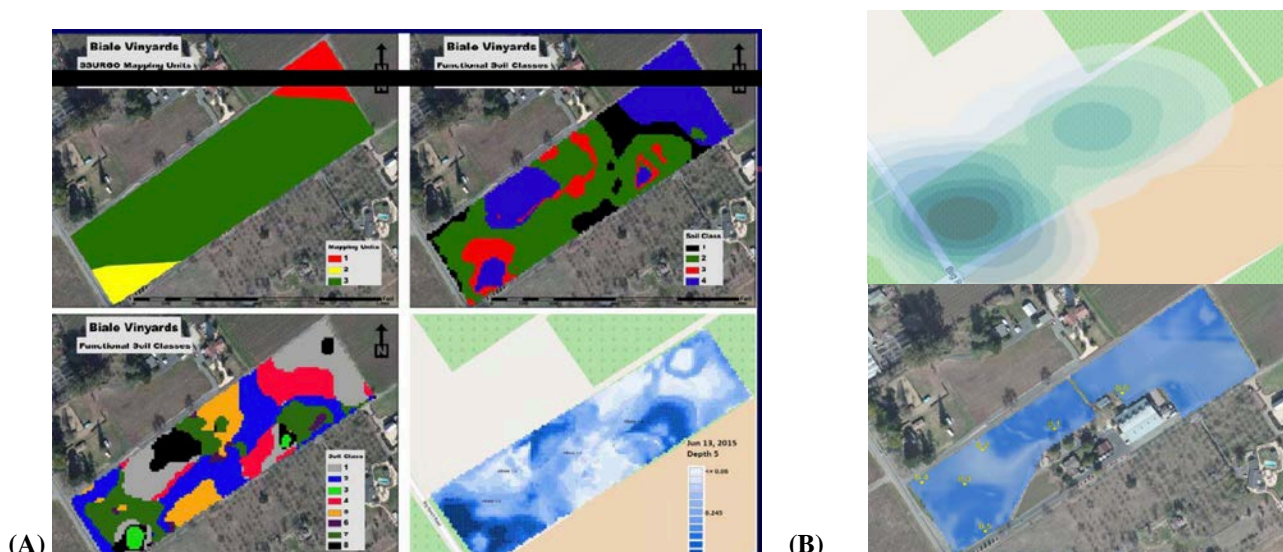 Biale Vinyards
SSURGO Mapping Units
Mapping Units
1
2
3
Biale Vinyards
Functional Soil Classes
Soil Class
1
2
3
4
Biale Vinyards
Functional Soil Classes
N
Soil Class
1
2
3
4
5
6
7
8
Jun 13, 2015
Depth 5
<= 0.08
0.245
(A)
(B)